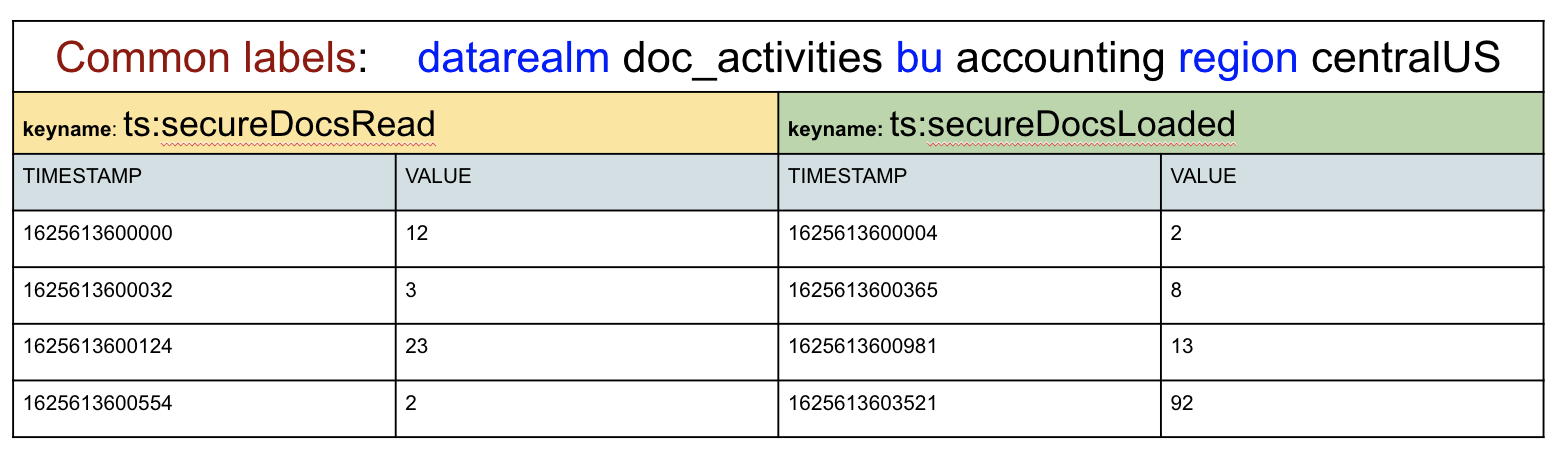 Common labels: datarealm doc_activities bu accounting region centralUS
keyname: ts:secureDocsRead keyname: ts:secureDocsLoaded
TIMESTAMP VALUE TIMESTAMP VALUE
1625613600000 12 1625613600004 2
1625613600032 3 1625613600365 8
1625613600124 23 1625613600981 13
1625613600554 2 1625613603521 92